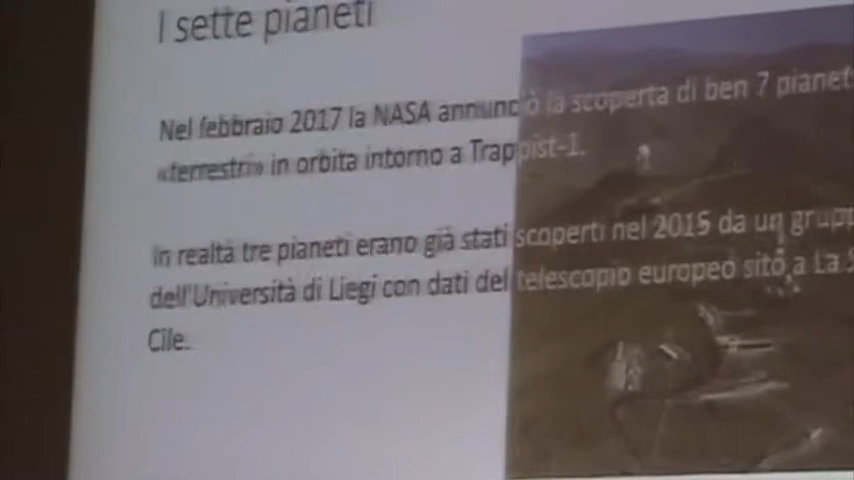 I sette pianeti
Nel febbraio 2017 la NASA annunciò la scoperta di ben 7 pianeti
«terrestri» in orbita intorno a Trappist-1.
In realtà tre pianeti erano già stati scoperti nel 2015 da un grupp
dell'Università di Liegi con dati del telescopio europeo sito a La S
Cile.